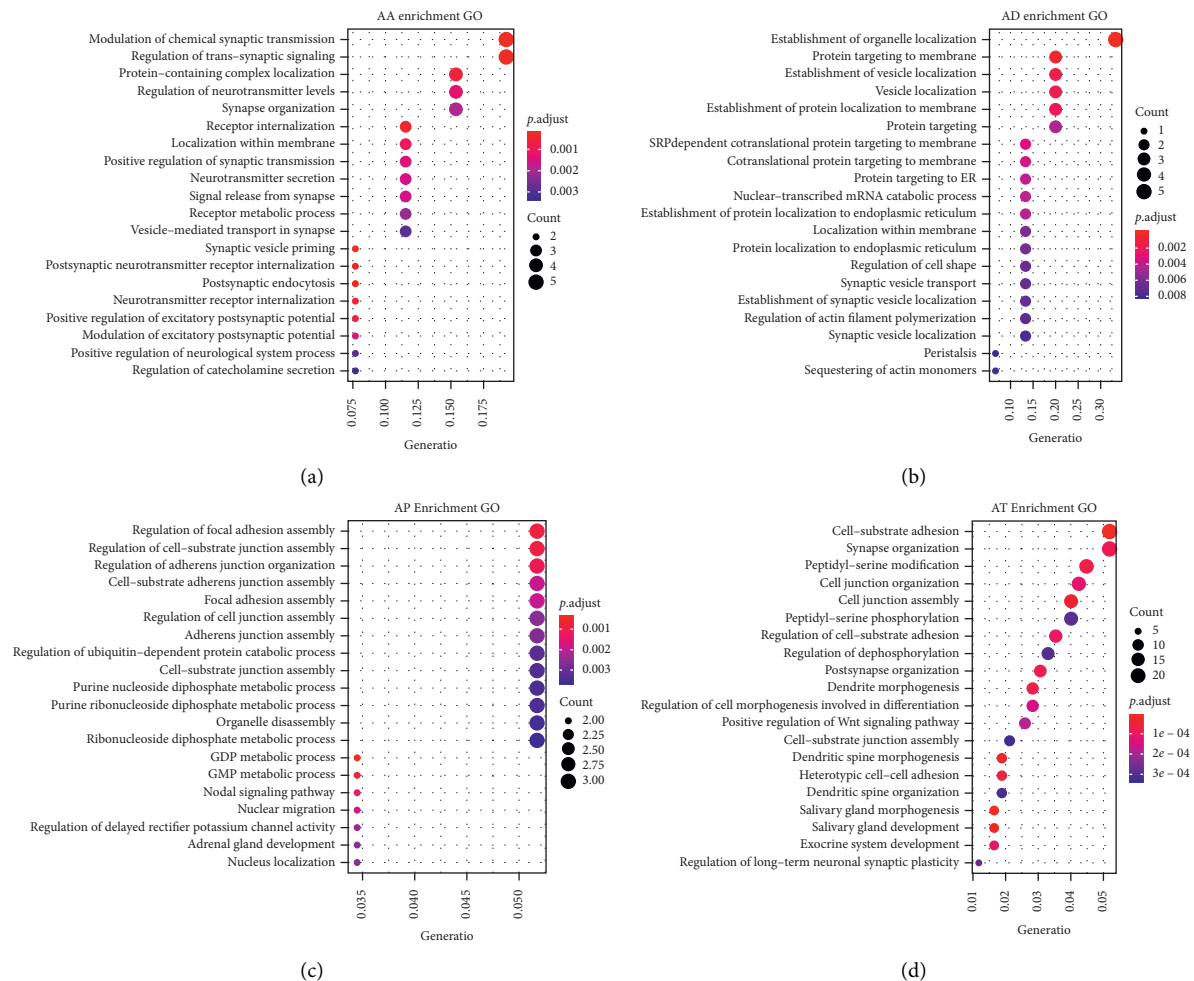 AA enrichment GO
Modulation of chemical synaptic transmission
Regulation of trans−synaptic signaling
Protein−containing complex localization
Regulation of neurotransmitter levels
Synapse organization
Receptor internalization
Localization within membrane
Positive regulation of synaptic transmission
Neurotransmitter secretion
Signal release from synapse
Receptor metabolic process
Vesicle−mediated transport in synapse
Synaptic vesicle priming
Postsynaptic neurotransmitter receptor internalization
Postsynaptic endocytosis
Neurotransmitter receptor internalization
Positive regulation of excitatory postsynaptic potential
Modulation of excitatory postsynaptic potential
Positive regulation of neurological system process
Regulation of catecholamine secretion
0.075
0.100
0.125
0.150
0.175
Generatio
p.adjust
0.001
0.002
0.003
Count
2
3
4
5
(a)
AD enrichment GO
Establishment of organelle localization
Protein targeting to membrane
Establishment of vesicle localization
Vesicle localization
Establishment of protein localization to membrane
Protein targeting
SRPdependent cotranslational protein targeting to membrane
Cotranslational protein targeting to membrane
Protein targeting to ER
Nuclear−transcribed mRNA catabolic process
Establishment of protein localization to endoplasmic reticulum
Localization within membrane
Protein localization to endoplasmic reticulum
Regulation of cell shape
Synaptic vesicle transport
Establishment of synaptic vesicle localization
Regulation of actin filament polymerization
Synaptic vesicle localization
Peristalsis
Sequestering of actin monomers
0.10
0.15
0.20
0.25
0.30
Generatio
Count
1
2
3
4
5
p.adjust
0.002
0.004
0.006
0.008
(b)
AP Enrichment GO
Regulation of focal adhesion assembly
Regulation of cell−substrate junction assembly
Regulation of adherens junction organization
Cell−substrate adherens junction assembly
Focal adhesion assembly
Regulation of cell junction assembly
Adherens junction assembly
Regulation of ubiquitin−dependent protein catabolic process
Cell−substrate junction assembly
Purine nucleoside diphosphate metabolic process
Purine ribonucleoside diphosphate metabolic process
Organelle disassembly
Ribonucleoside diphosphate metabolic process
GDP metabolic process
GMP metabolic process
Nodal signaling pathway
Nuclear migration
Regulation of delayed rectifier potassium channel activity
Adrenal gland development
Nucleus localization
0.035
0.040
0.045
0.050
Generatio
p.adjust
0.001
0.002
0.003
Count
2.00
2.25
2.50
2.75
3.00
(c)
AT Enrichment GO
Cell−substrate adhesion
Synapse organization
Peptidyl−serine modification
Cell junction organization
Cell junction assembly
Peptidyl−serine phosphorylation
Regulation of cell−substrate adhesion
Regulation of dephosphorylation
Postsynapse organization
Dendrite morphogenesis
Regulation of cell morphogenesis involved in differentiation
Positive regulation of Wnt signaling pathway
Cell−substrate junction assembly
Dendritic spine morphogenesis
Heterotypic cell−cell adhesion
Dendritic spine organization
Salivary gland morphogenesis
Salivary gland development
Exocrine system development
Regulation of long−term neuronal synaptic plasticity
0.01
0.02
0.03
0.04
0.05
Generatio
Count
5
10
15
20
p.adjust
1e − 04
2e − 04
3e − 04
(d)